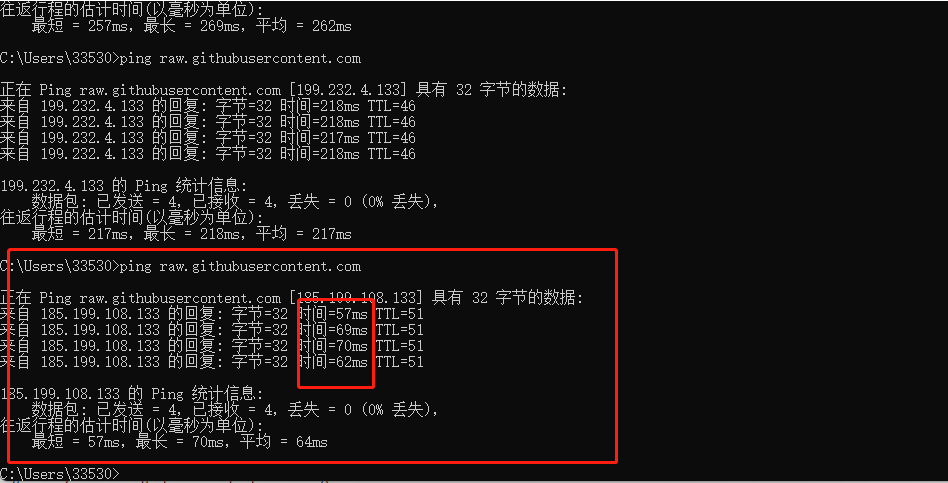 往返行程的估计时间(以毫秒为单位):
最短 = 257ms，最长 = 269ms，平均 = 262ms
C:\Users\33530>ping raw.githubusercontent.com
正在 Ping raw.githubusercontent.com [199.232.4.133] 具有 32 字节的数据:
来自 199.232.4.133 的回复: 字节=32 时间=218ms TTL=46
来自 199.232.4.133 的回复: 字节=32 时间=218ms TTL=46
来自 199.232.4.133 的回复: 字节=32 时间=217ms TTL=46
来自 199.232.4.133 的回复: 字节=32 时间=218ms TTL=46
199.232.4.133 的 Ping 统计信息:
数据包: 已发送 = 4，已接收 = 4，丢失 = 0 (0% 丢失)，
往返行程的估计时间(以毫秒为单位):
最短 = 217ms，最长 = 218ms，平均 = 217ms
C:\Users\33530>ping raw.githubusercontent.com
正在 Ping raw.githubusercontent.com [185.199.108.133] 具有 32 字节的数据:
来自 185.199.108.133 的回复: 字节=32 时间=57ms TTL=51
来自 185.199.108.133 的回复: 字节=32 时间=69ms TTL=51
来自 185.199.108.133 的回复: 字节=32 时间=70ms TTL=51
来自 185.199.108.133 的回复: 字节=32 时间=62ms TTL=51
185.199.108.133 的 Ping 统计信息:
数据包: 已发送 = 4，已接收 = 4，丢失 = 0 (0% 丢失)，
往返行程的估计时间(以毫秒为单位):
最短 = 57ms，最长 = 70ms，平均 = 64ms
C:\Users\33530>